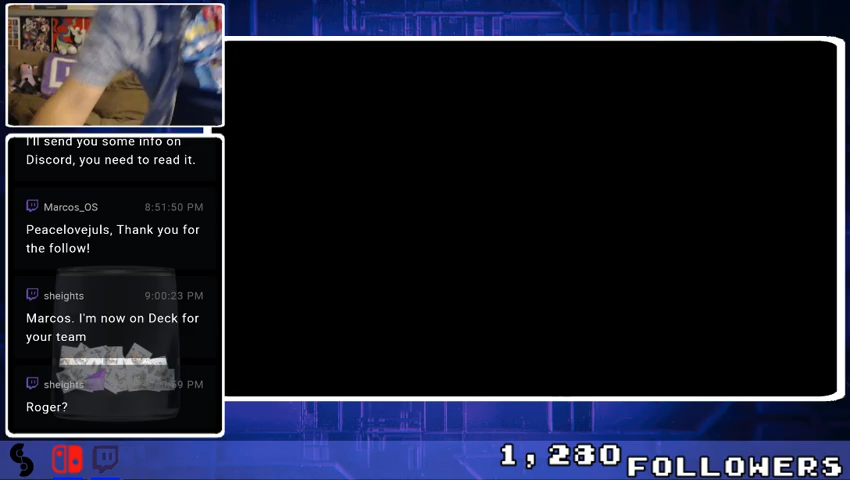 I'll send you some info on
Discord, you need to read it.
Marcos_OS 8:51:50 PM
Peacelovejuls, Thank you for
the follow!
sheights 9:00:23 PM
Marcos. I'm now on Deck for
your team
sheights PM
Roger?
1,230 FOLLOWERS